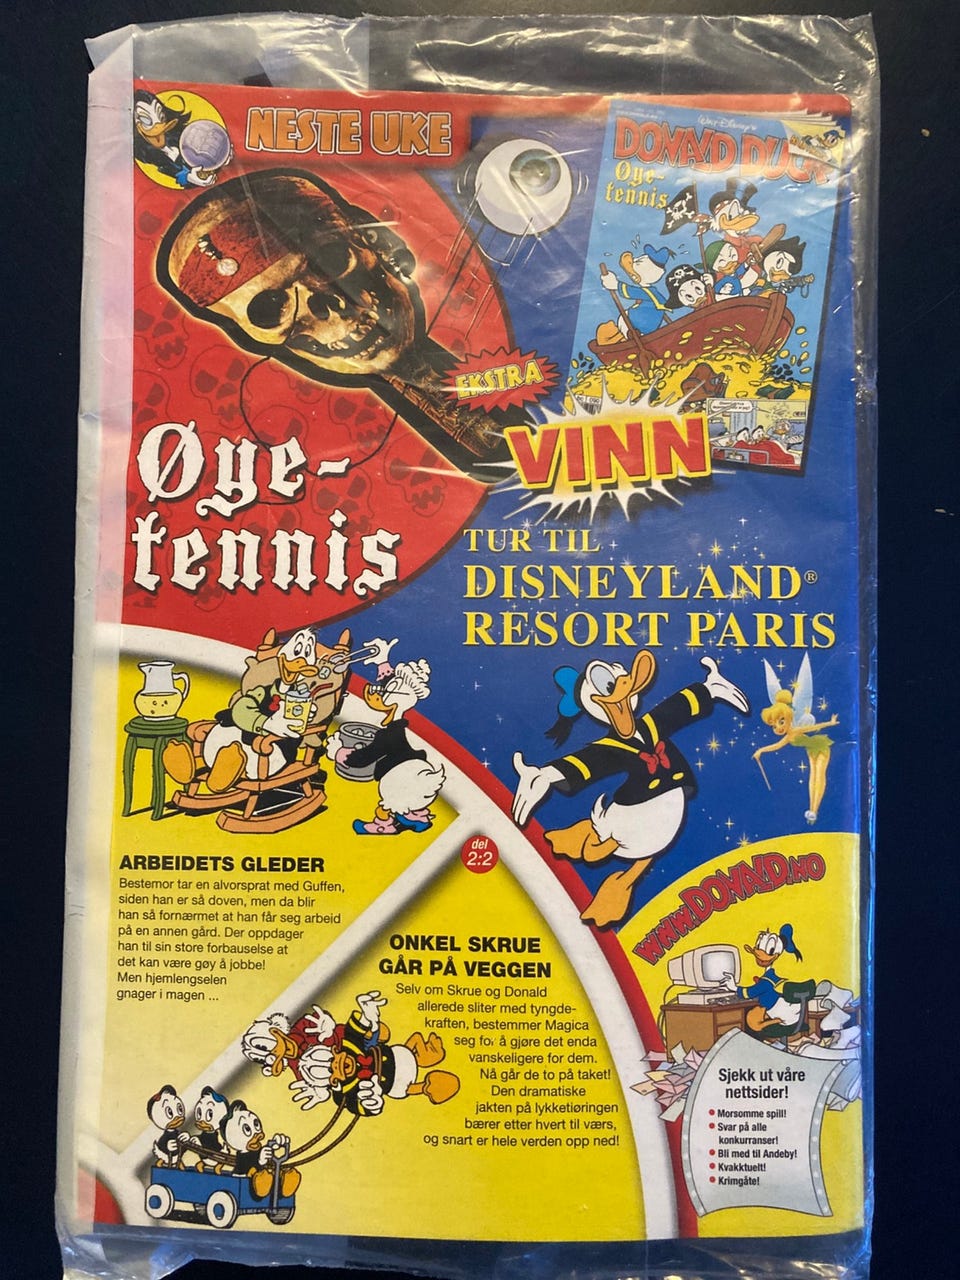 NESTE UKE
Walt Disney's
DONALD DUCK
Øye-
tennis
EKSTRA
VINN
Øye-
tennis
TUR TIL
DISNEYLAND®
RESORT PARIS
ARBEIDETS GLEDER
Bestemor tar en alvorsprat med Guffen,
siden han er så doven, men da blir
han så fornærmet at han får seg arbeid
på en annen gård. Der oppdager
han til sin store forbauselse at
det kan være gøy å jobbe!
Men hjemlengselen
gnager i magen ...
del
2:2
ONKEL SKRUE
GÅR PÅ VEGGEN
Selv om Skrue og Donald
allerede sliter med tyngde-
kraften, bestemmer Magica
seg for å gjøre det enda
vanskeligere for dem.
Nå går de to på taket!
Den dramatiske
jakten på lykketiøringen
bærer etter hvert til værs,
og snart er hele verden opp ned!
WWW.DONALD.NO
Sjekk ut våre
nettsider!
• Morsomme spill!
• Svar på alle
konkurranser!
• Bli med til Andeby!
• Kvakktuelt!
• Krimgåte!